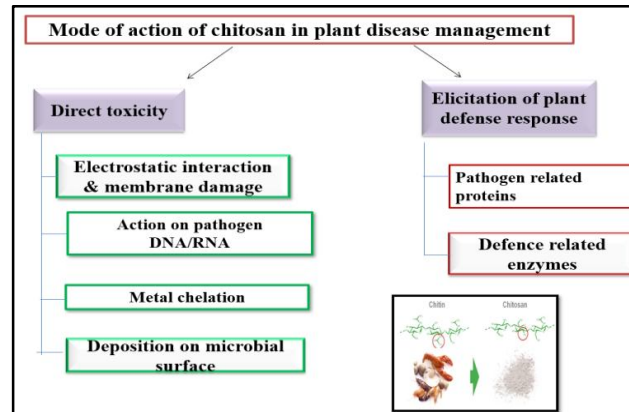 Mode of action of chitosan in plant disease management
Direct toxicity
Electrostatic interaction
& membrane damage
Action on pathogen
DNA/RNA
Metal chelation
Deposition on microbial
surface
Elicitation of plant
defense response
Pathogen related
proteins
Defence related
enzymes
Chitin
Chitosan